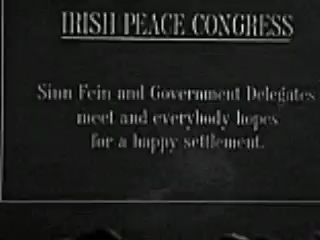 IRISH PEACE CONGRESS
Sinn Fein and Government Delegates
meet and everybody hopes
for a happy settlement.